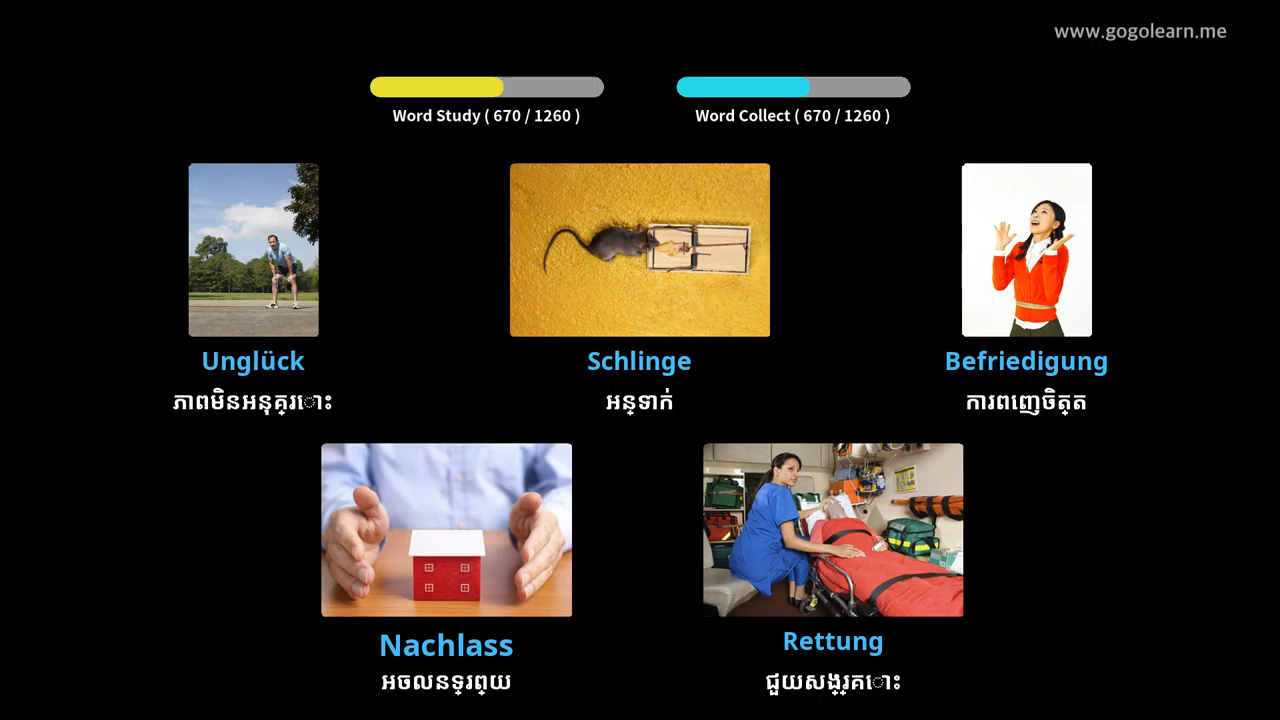 www.gogolearn.me
Word Study ( 670 / 1260 )
Word Collect ( 670 / 1260 )
Unglück
ភាពមិនអនុគ្រោះ
Schlinge
អន្ទាក់
Befriedigung
ការពញេចិត្ត
Nachlass
អចលនទ្រព្យ
Rettung
ជួយសង្គ្រោះ